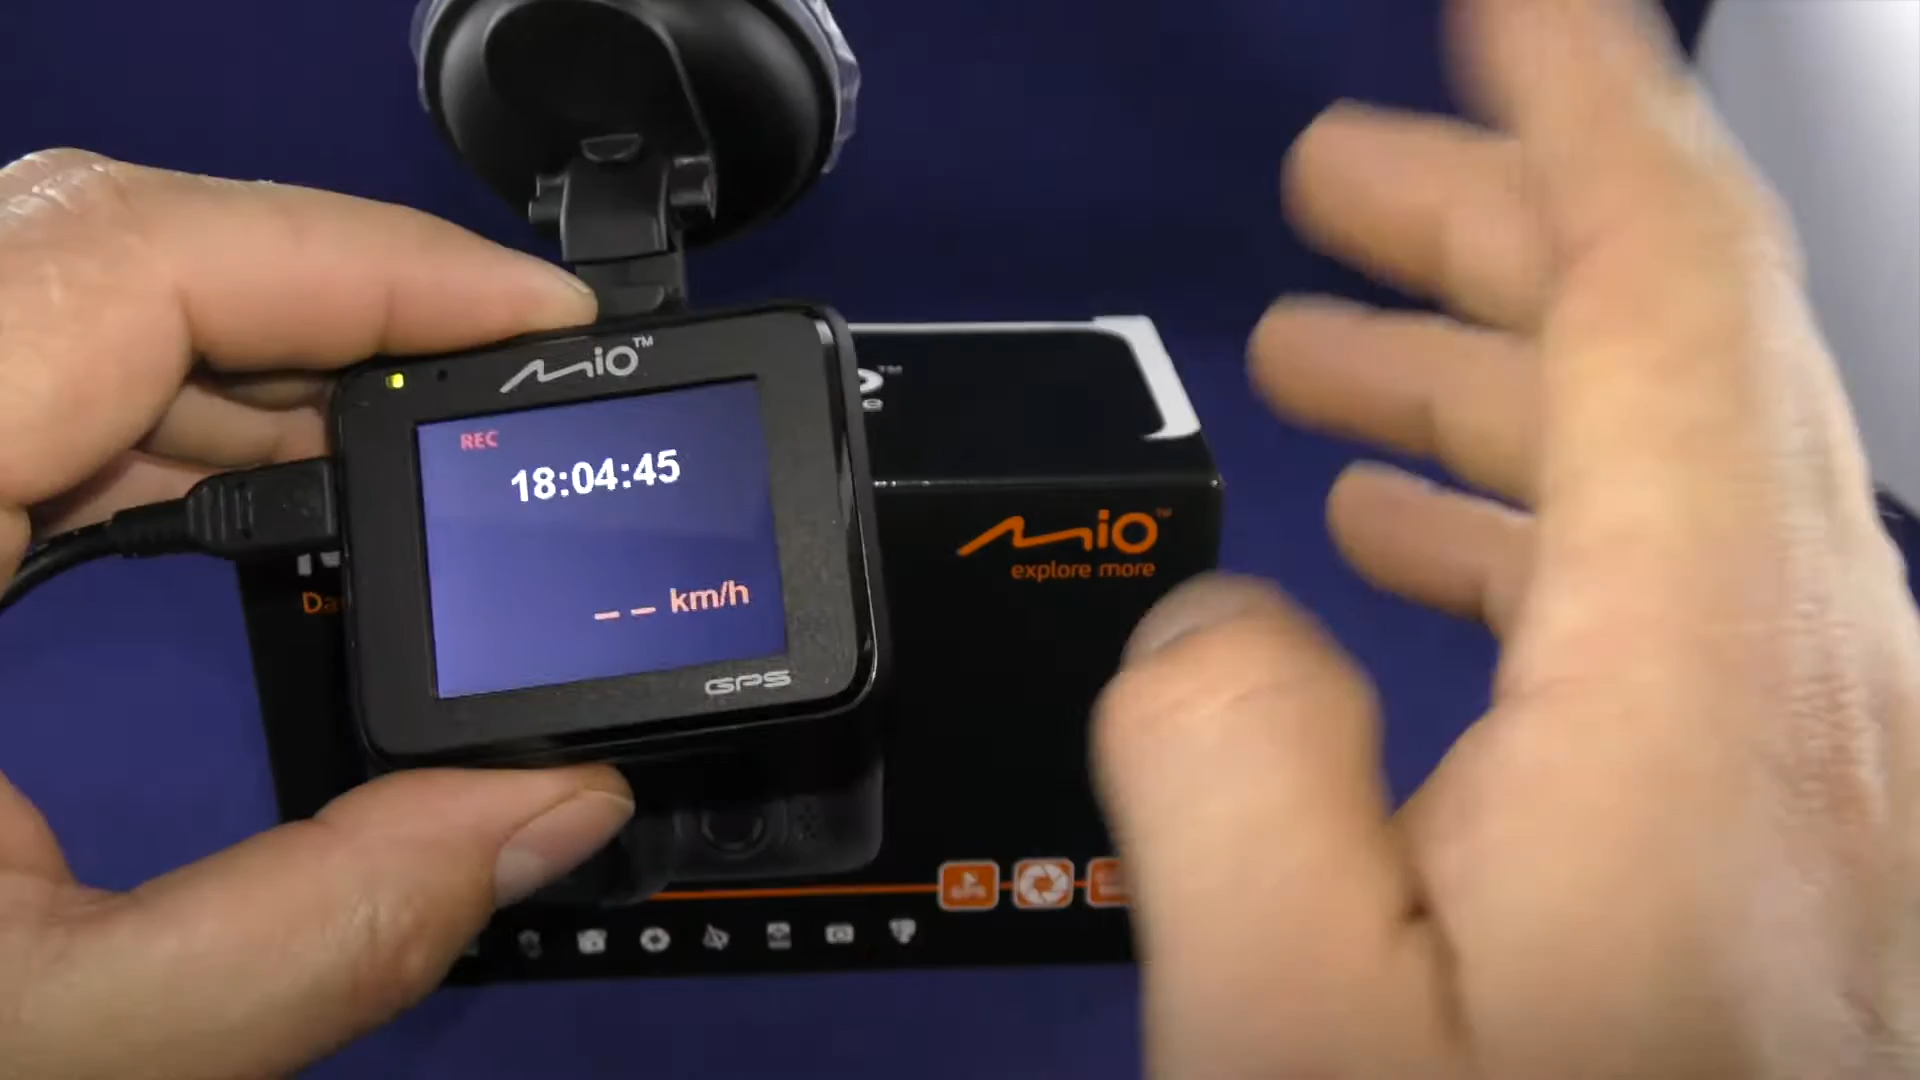 Mio™
REC
18:04:45
_ _ km/h
GPS
Mio™
explore more